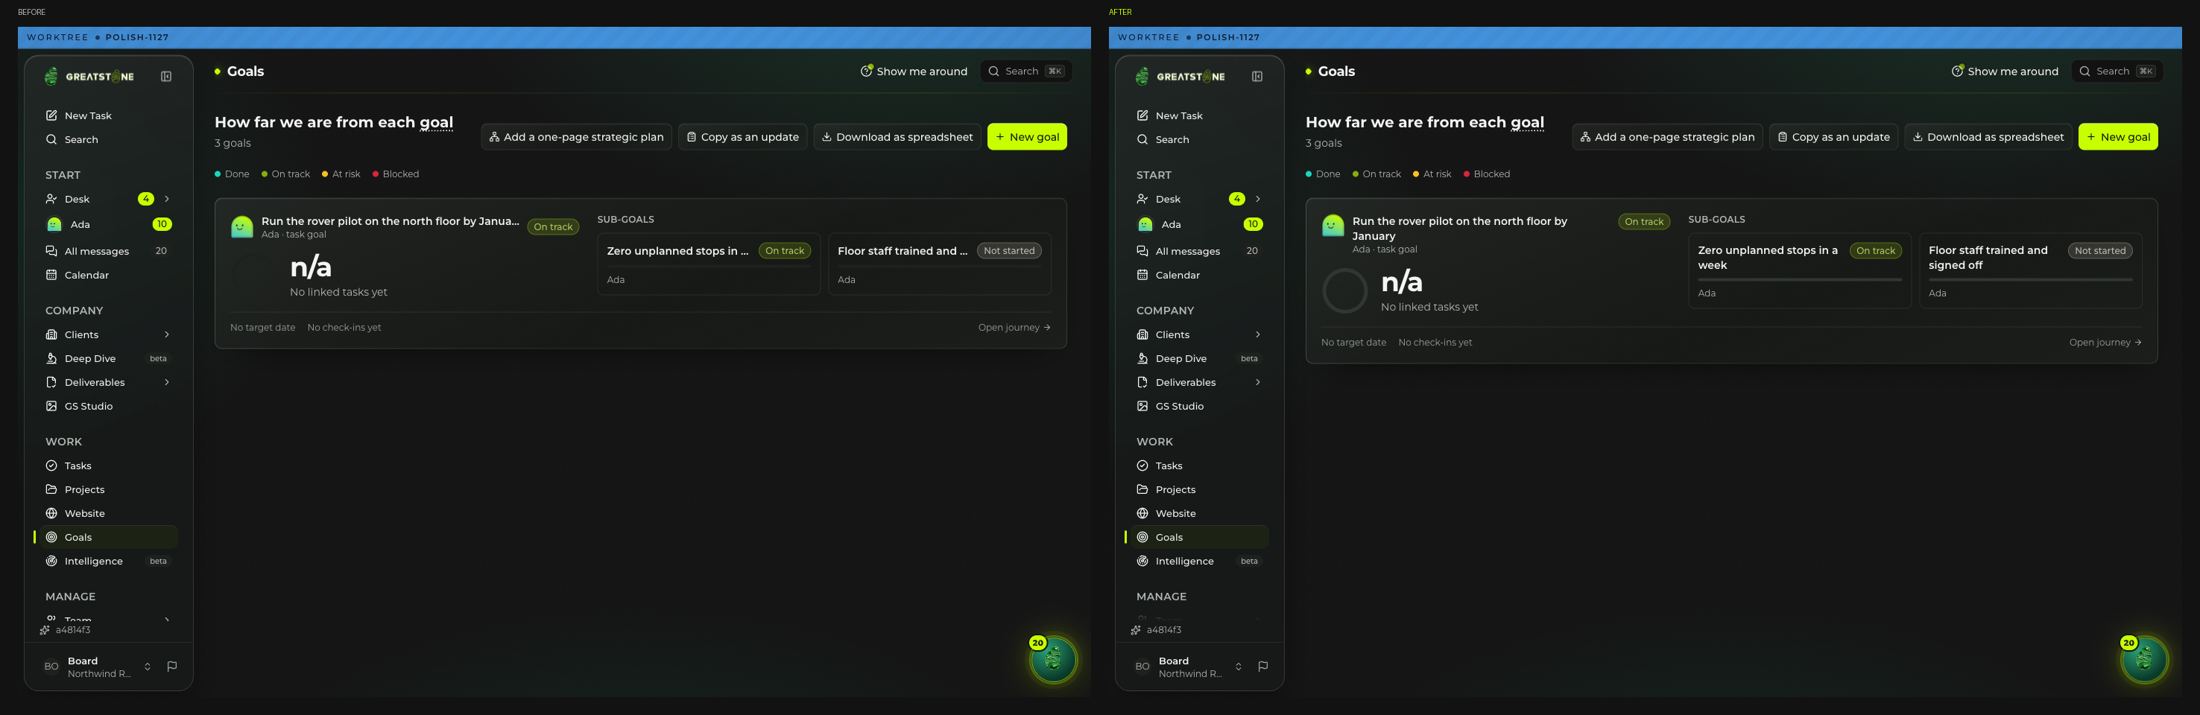 BEFORE
WORKTREE • POLISH-1127
GREATSTONE
New Task
Search
START
Desk 4
Ada 10
All messages 20
Calendar
COMPANY
Clients
Deep Dive beta
Deliverables
GS Studio
WORK
Tasks
Projects
Website
Goals
Intelligence beta
MANAGE
Team
a4814f3
BO Board
Northwind R...
Goals
Show me around
Search ⌘K
How far we are from each goal
3 goals
Add a one-page strategic plan
Copy as an update
Download as spreadsheet
+ New goal
Done On track At risk Blocked
Run the rover pilot on the north floor by Janua... On track
Ada · task goal
n/a
No linked tasks yet
SUB-GOALS
Zero unplanned stops in ... On track
Ada
Floor staff trained and ... Not started
Ada
No target date No check-ins yet
Open journey →
20
AFTER
WORKTREE • POLISH-1127
GREATSTONE
New Task
Search
START
Desk 4
Ada 10
All messages 20
Calendar
COMPANY
Clients
Deep Dive beta
Deliverables
GS Studio
WORK
Tasks
Projects
Website
Goals
Intelligence beta
MANAGE
a4814f3
BO Board
Northwind R...
Goals
Show me around
Search ⌘K
How far we are from each goal
3 goals
Add a one-page strategic plan
Copy as an update
Download as spreadsheet
+ New goal
Done On track At risk Blocked
Run the rover pilot on the north floor by
January
On track
Ada · task goal
n/a
No linked tasks yet
SUB-GOALS
Zero unplanned stops in a
week
On track
Ada
Floor staff trained and
signed off
Not started
Ada
No target date No check-ins yet
Open journey →
20